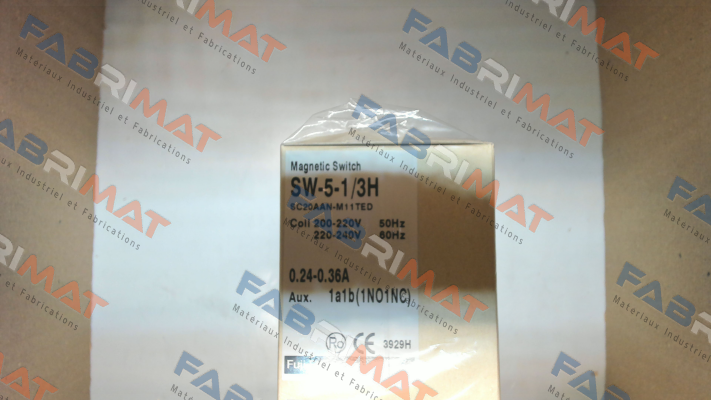 Magnetic Switch
SW-5-1/3H
SC20AAN-M11TED
Coil 200-220V 50Hz
220-240V 60Hz
0.24-0.36A
Aux. 1a1b(1NO1NC)
CE 3929H
FABRIMAT
Materiaux Industriel et Fabrications